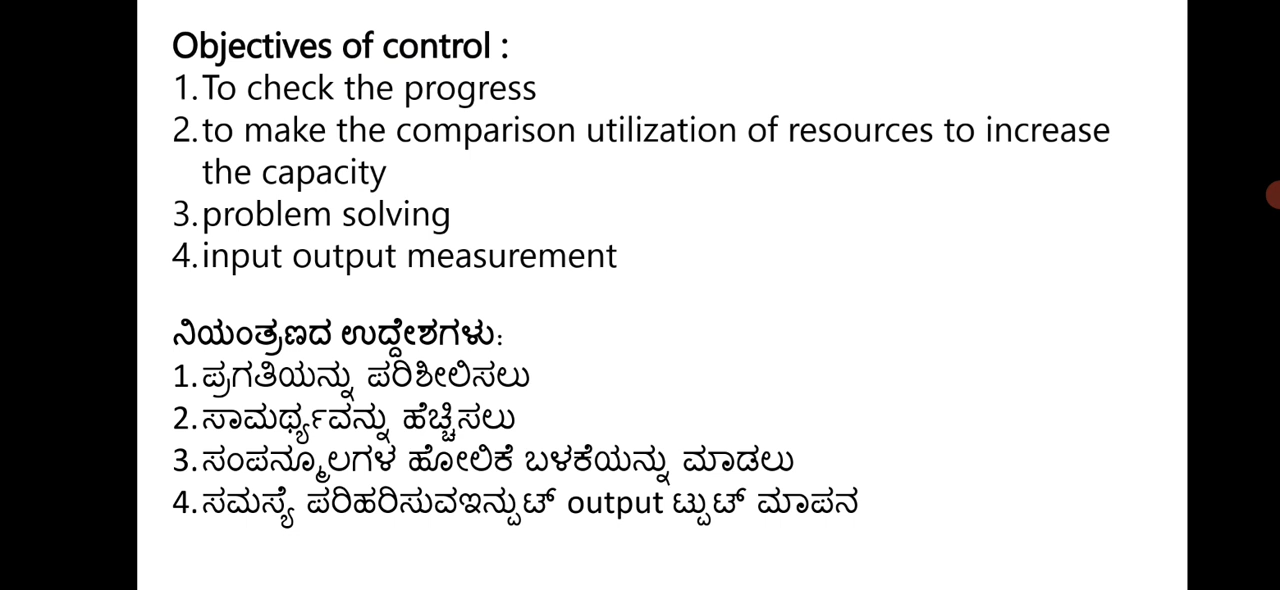 Objectives of control :
1.To check the progress
2.to make the comparison utilization of resources to increase
the capacity
3.problem solving
4.input output measurement
ನಿಯಂತ್ರಣದ ಉದ್ದೇಶಗಳು:
1.ಪ್ರಗತಿಯನ್ನು ಪರಿಶೀಲಿಸಲು
2.ಸಾಮರ್ಥ್ಯವನ್ನು ಹೆಚ್ಚಿಸಲು
3.ಸಂಪನ್ಮೂಲಗಳ ಹೋಲಿಕೆ ಬಳಕೆಯನ್ನು ಮಾಡಲು
4.ಸಮಸ್ಯೆ ಪರಿಹರಿಸುವಇನ್ಪುಟ್ output ಟ್ಪುಟ್ ಮಾಪನ